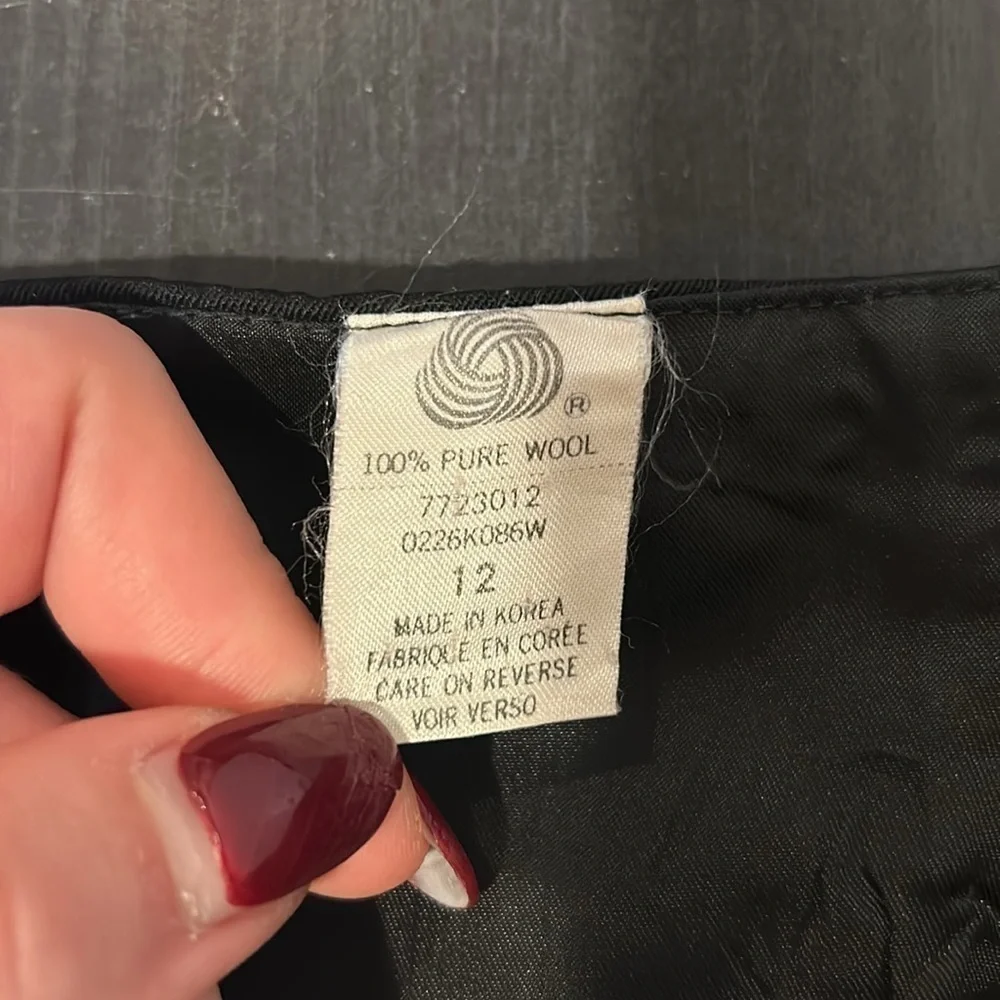 ®
100% PURE WOOL
7723012
0226K086W
12
MADE IN KOREA
FABRIQUE EN CORÉE
CARE ON REVERSE
VOIR VERSO